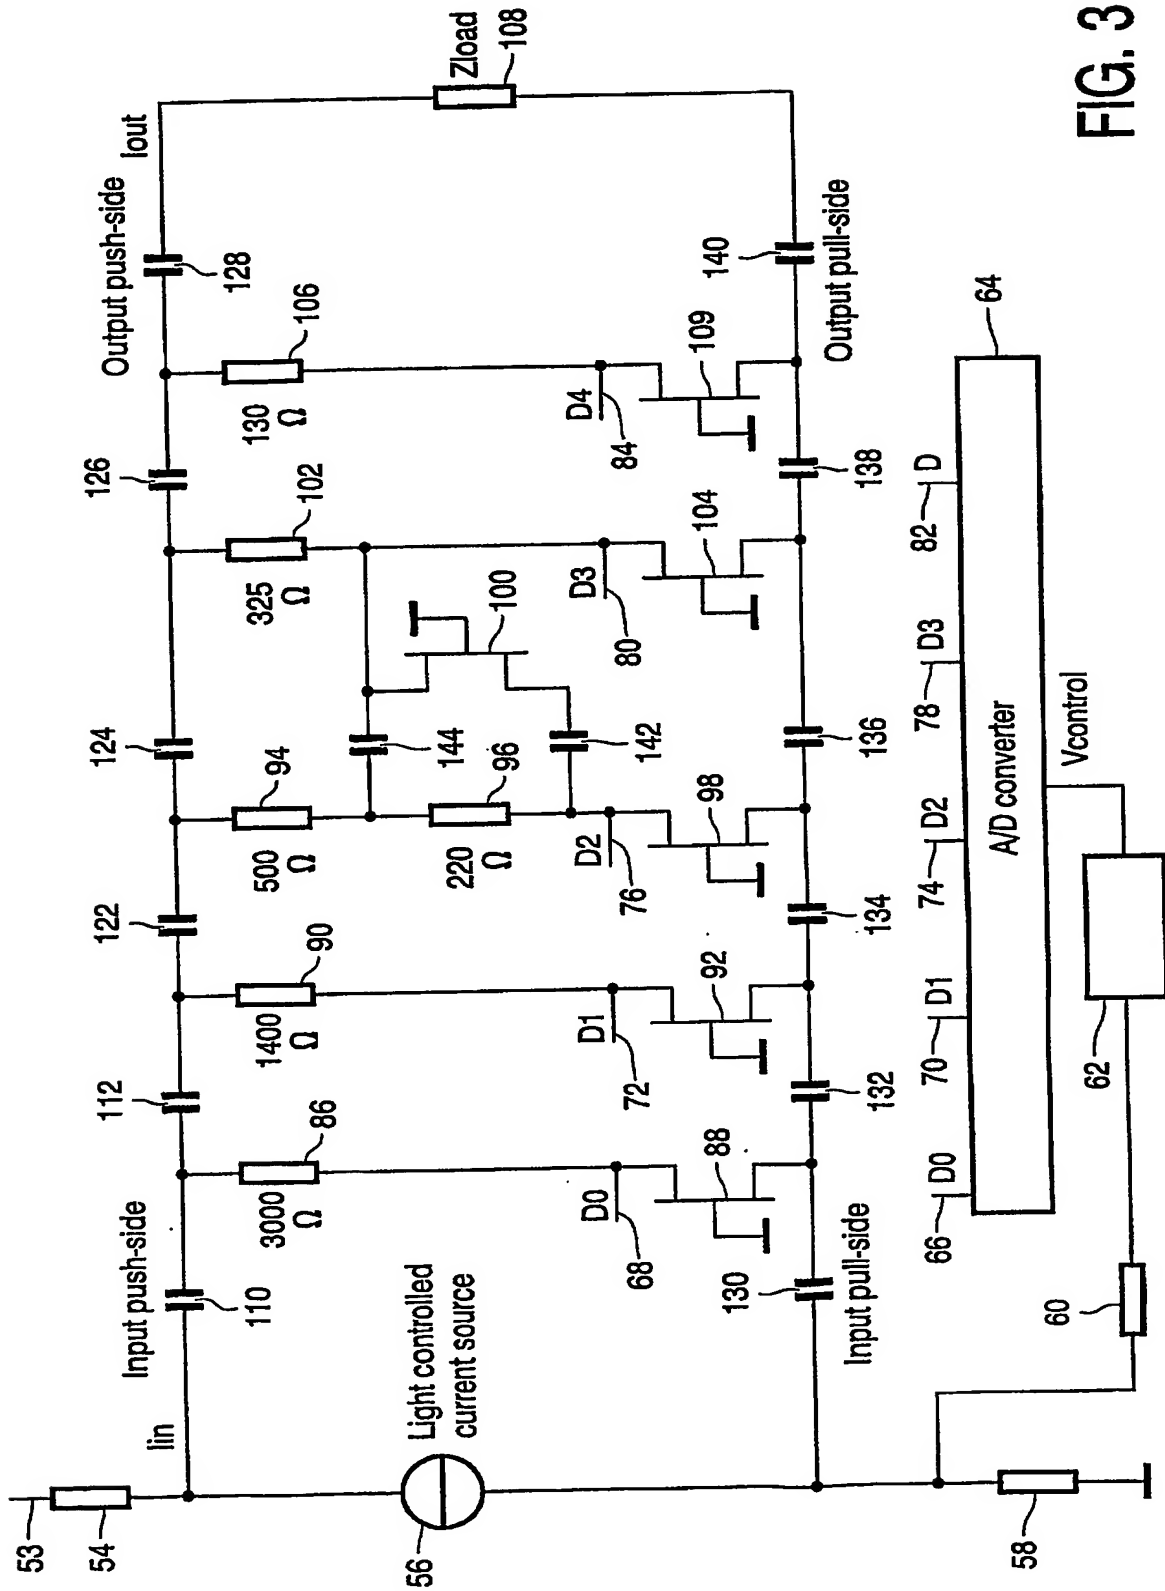 FIG. 3
Output push-side
Iout
Zload
108
128
106
130
Ω
126
102
325
Ω
124
94
500
Ω
144
100
142
96
220
Ω
122
90
1400
Ω
112
86
3000
Ω
Input push-side
110
Iin
53
54
Light controlled
current source
56
D0
68
88
D1
72
92
D2
76
98
D3
80
104
D4
84
109
Input pull-side
130
132
134
136
138
140
Output pull-side
66
D0
70
D1
74
D2
78
D3
82
D
64
A/D converter
Vcontrol
62
60
58